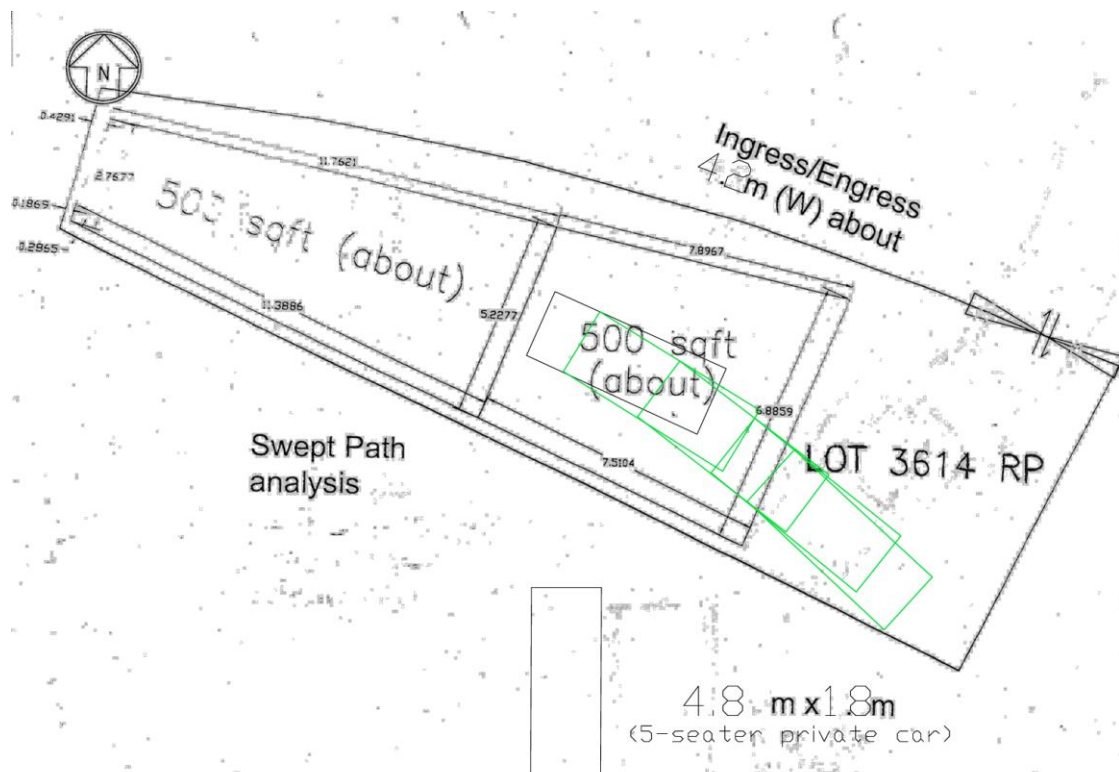 N
0.4291
11.7621
Ingress/Engress
4.2m (W) about
2.7677
0.1865
0.2865
sqft (about)
7.8967
11.3886
5.2277
500 sqft
(about)
6.8859
LOT 3614 RP
7.5104
Swept Path
analysis
4.8 m x 1.8m
(5-seater private car)